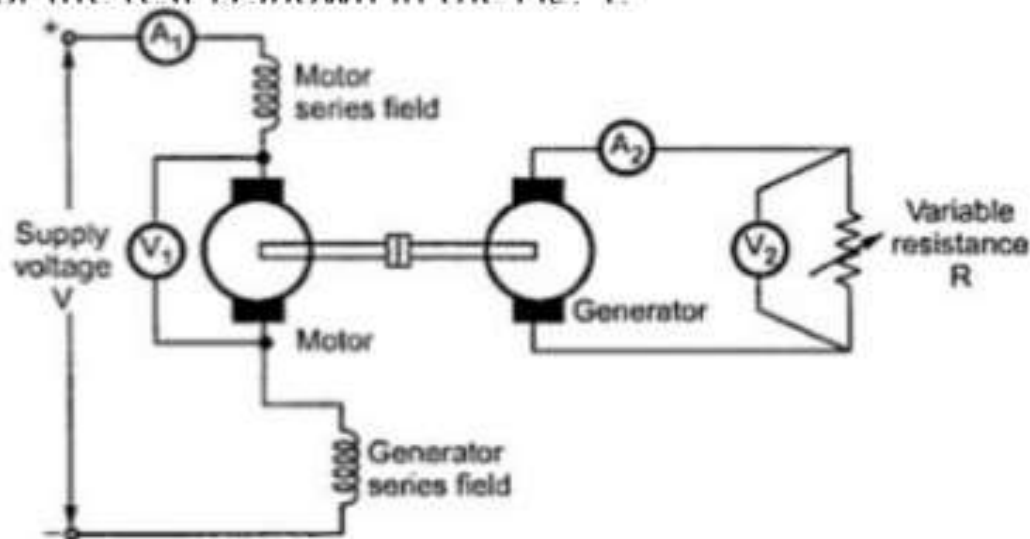 +
A1
Motor
series field
A2
Supply
voltage
V
V1
V2
Variable
resistance
R
Generator
Motor
Generator
series field
−